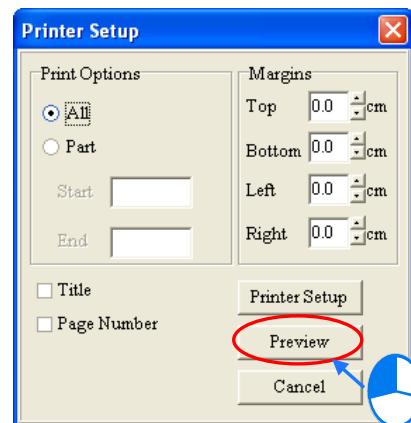 Printer Setup
Print Options
All
Part
Start
End
Margins
Top 0.0 cm
Bottom 0.0 cm
Left 0.0 cm
Right 0.0 cm
Title
Page Number
Printer Setup
Preview
Cancel